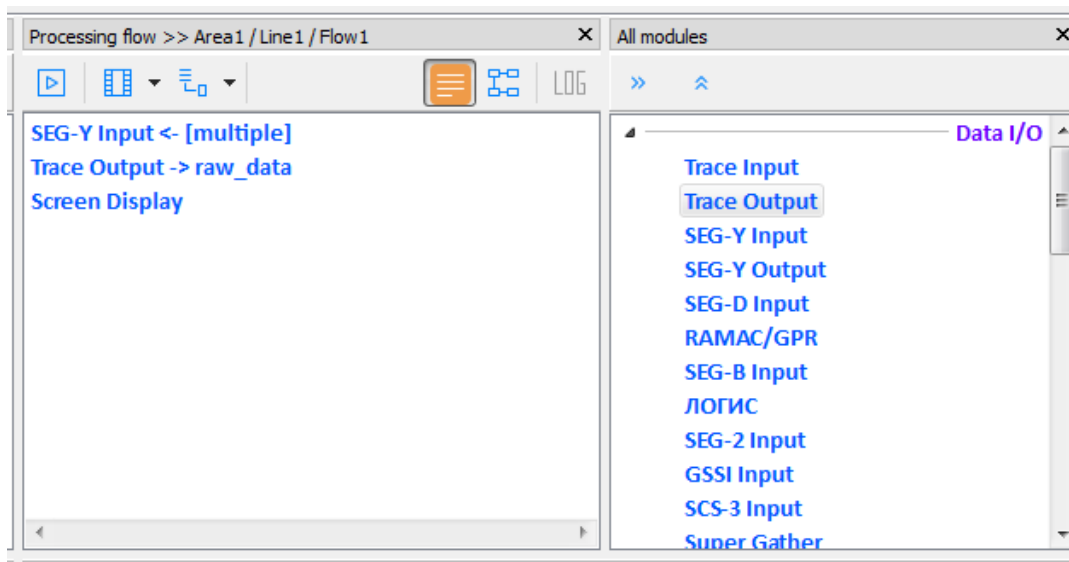 Processing flow >> Area1 / Line1 / Flow1
LOG
SEG-Y Input <- [multiple]
Trace Output -> raw_data
Screen Display
All modules
Data I/O
Trace Input
Trace Output
SEG-Y Input
SEG-Y Output
SEG-D Input
RAMAC/GPR
SEG-B Input
ЛОГИС
SEG-2 Input
GSSI Input
SCS-3 Input
Super Gather